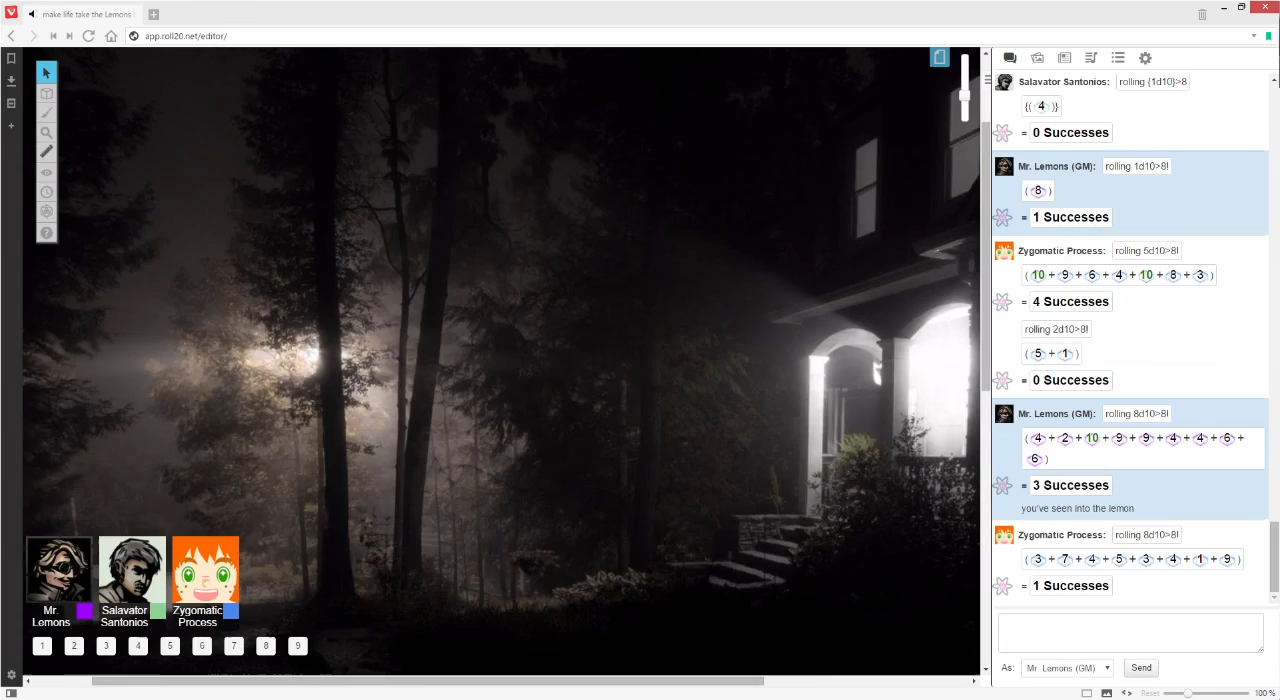 make life take the Lemons
app.roll20.net/editor/
Salavator Santonios: rolling {1d10}>8
{( 4 )}
= 0 Successes
Mr. Lemons (GM): rolling 1d10>8!
( 8 )
= 1 Successes
Zygomatic Process: rolling 5d10>8!
( 10 + 9 + 6 + 4 + 10 + 8 + 3 )
= 4 Successes
rolling 2d10>8!
( 5 + 1 )
= 0 Successes
Mr. Lemons (GM): rolling 8d10>8!
( 4 + 2 + 10 + 9 + 9 + 4 + 4 + 6 +
6 )
= 3 Successes
you've seen into the lemon
Zygomatic Process: rolling 8d10>8!
( 3 + 7 + 4 + 5 + 3 + 4 + 1 + 9 )
= 1 Successes
Mr.
Lemons
Salavator
Santonios
Zygomatic
Process
1 2 3 4 5 6 7 8 9
As: Mr. Lemons (GM) Send
Reset 100 %